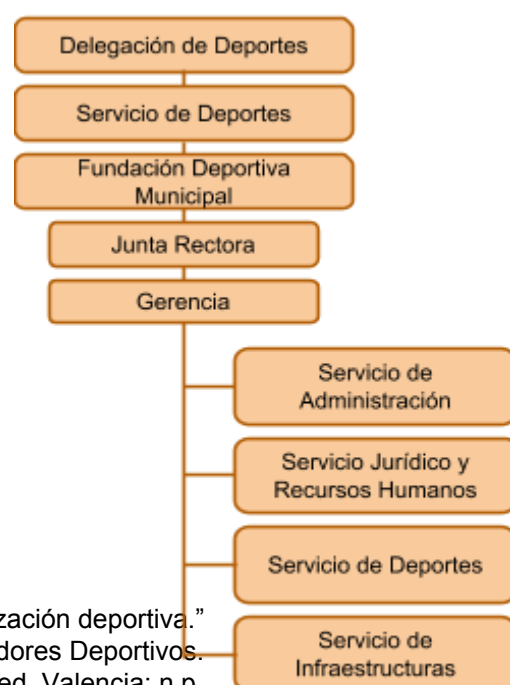 Delegación de Deportes
Servicio de Deportes
Fundación Deportiva
Municipal
Junta Rectora
Gerencia
Servicio de
Administración
Servicio Jurídico y
Recursos Humanos
Servicio de Deportes
Servicio de
Infraestructuras
zación deportiva.”
dores Deportivos.
ed. Valencia: n.p.